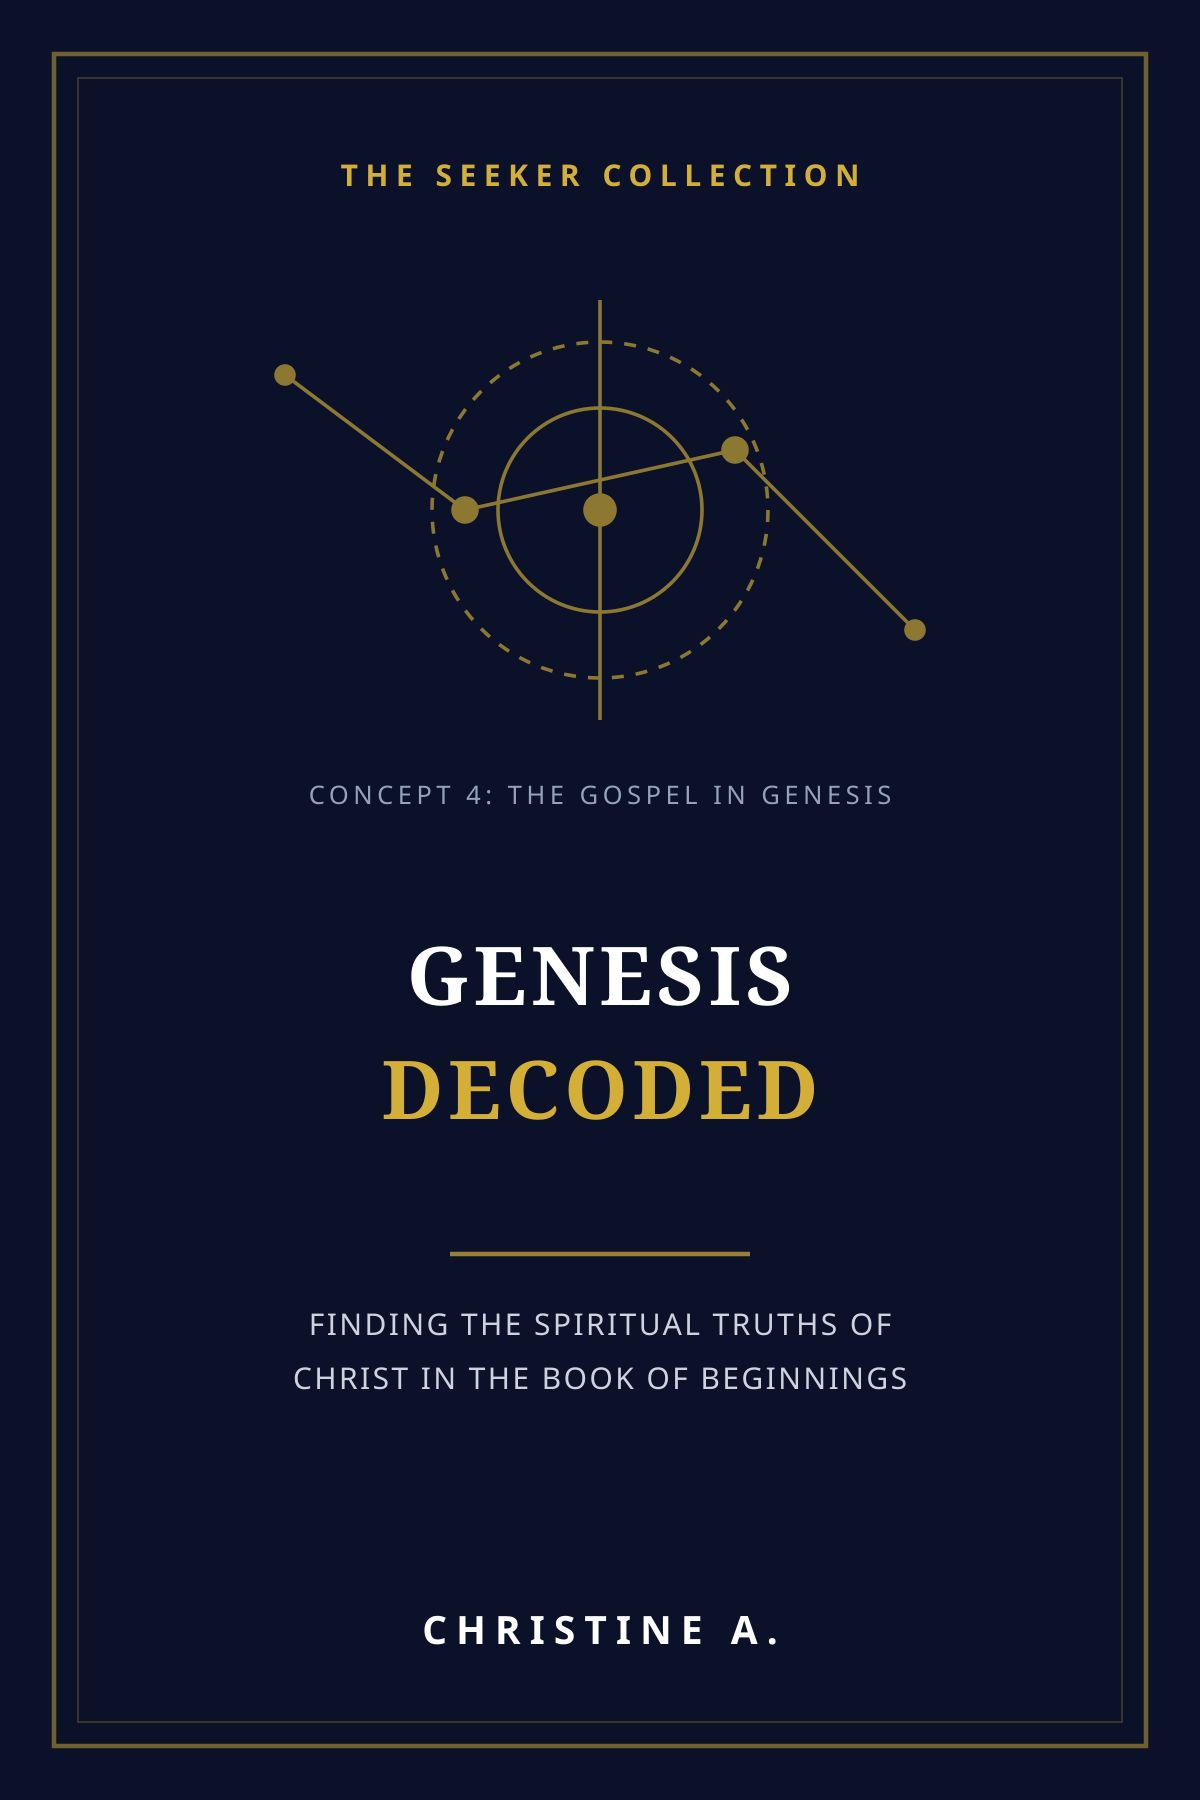 THE SEEKER COLLECTION
CONCEPT 4: THE GOSPEL IN GENESIS
GENESIS
DECODED
FINDING THE SPIRITUAL TRUTHS OF
CHRIST IN THE BOOK OF BEGINNINGS
CHRISTINE A.